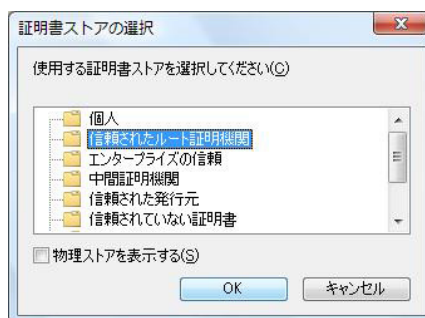 証明書ストアの選択
使用する証明書ストアを選択してください(C)
個人
信頼されたルート証明機関
エンタープライズの信頼
中間証明機関
信頼された発行元
信頼されていない証明書
物理ストアを表示する(S)
OK
キャンセル